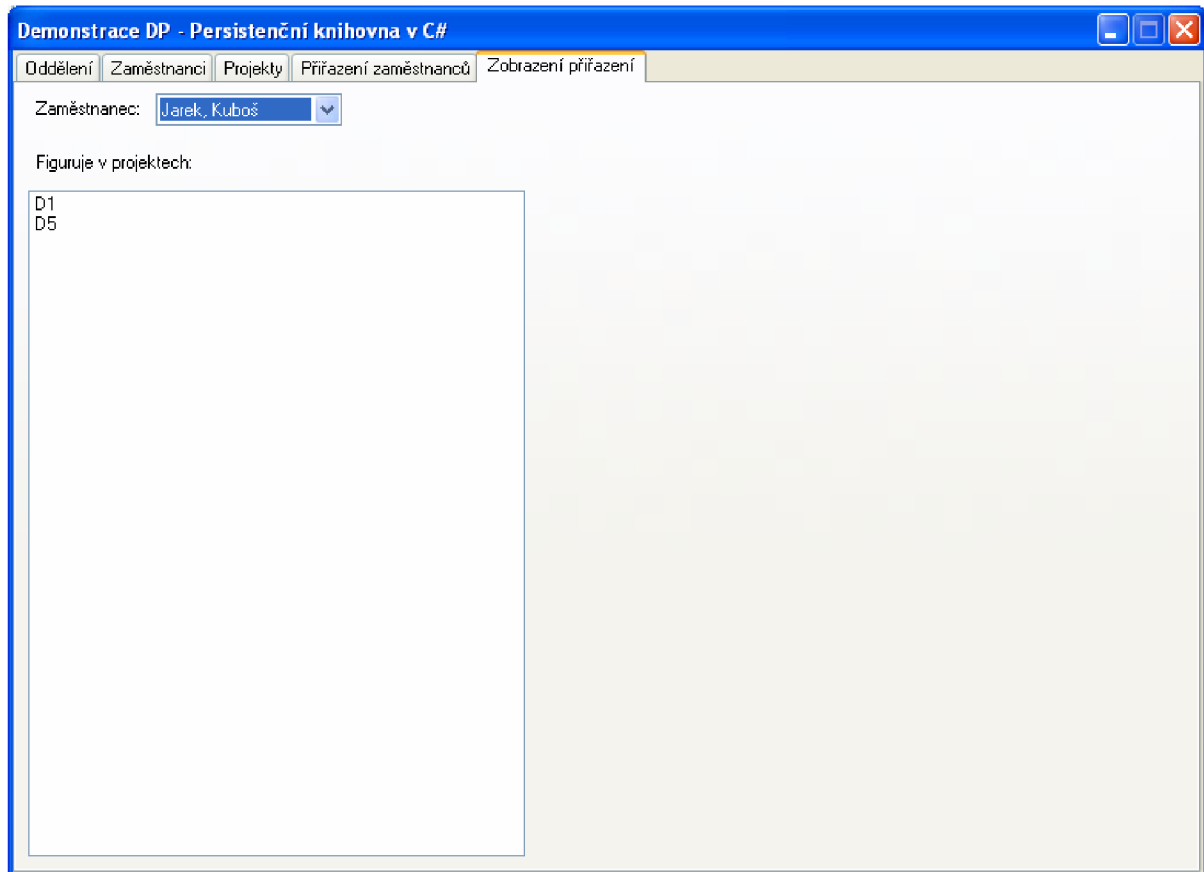 Demonstrace DP - Persistenční knihovna v C#
Oddělení Zaměstnanci Projekty Přiřazení zaměstnanců Zobrazení přiřazení
Zaměstnanec: Jarek, Kuboš
Figuruje v projektech:
D1
D5